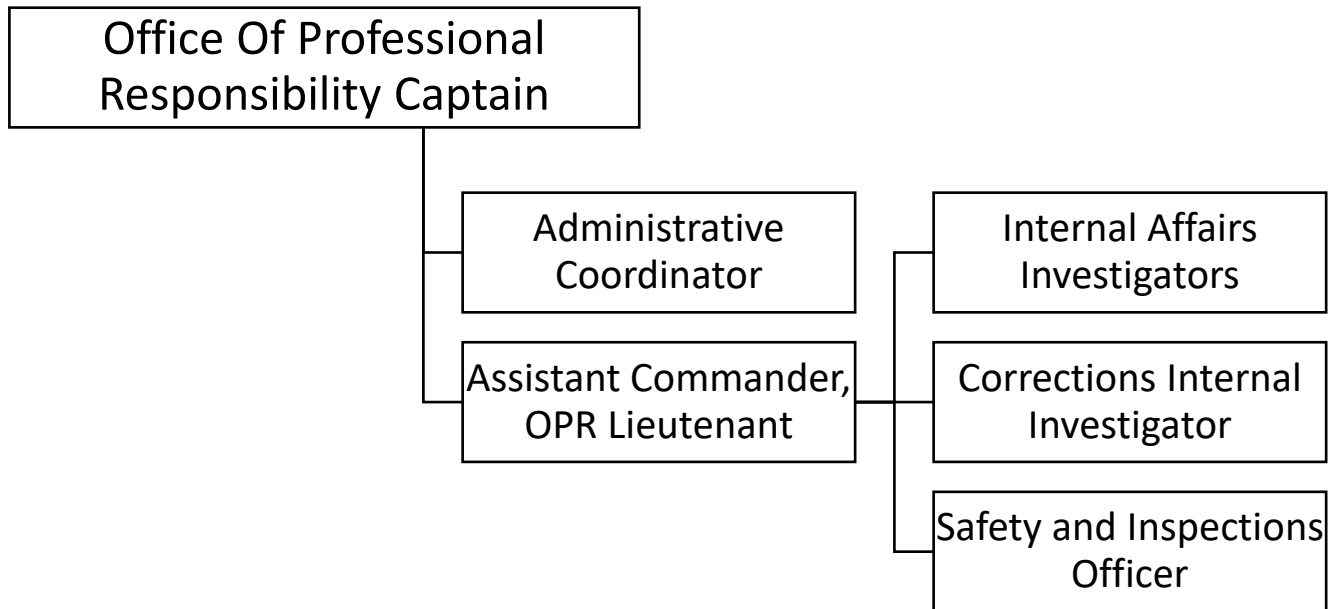 Office Of Professional
Responsibility Captain
Administrative
Coordinator
Assistant Commander,
OPR Lieutenant
Internal Affairs
Investigators
Corrections Internal
Investigator
Safety and Inspections
Officer